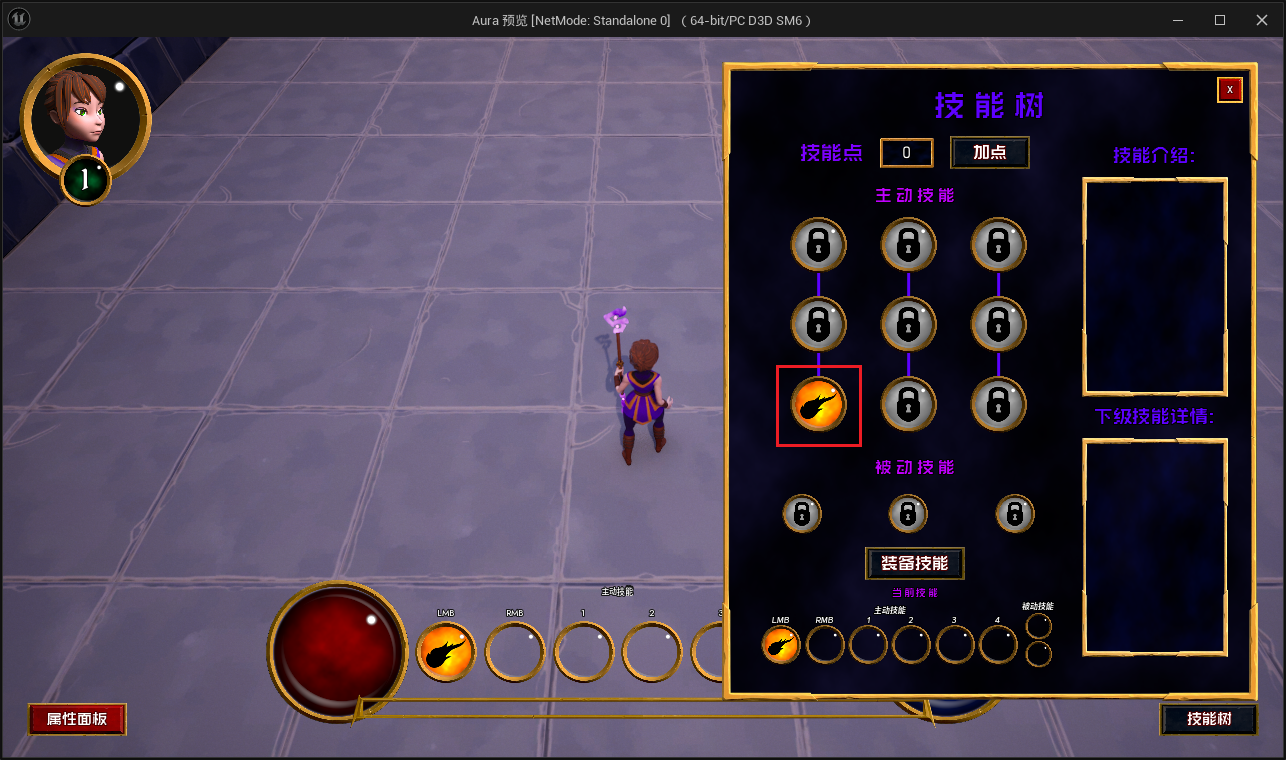 Aura 预览 [NetMode: Standalone 0] ( 64-bit/PC D3D SM6 )
1
X
技能树
技能点 0 加点
技能介绍:
主动技能
下级技能详情:
被动技能
装备技能
当前技能
主动技能
被动技能
LMB RMB 1 2 3 4
主动技能
LMB RMB 1 2 3
属性面板
技能树